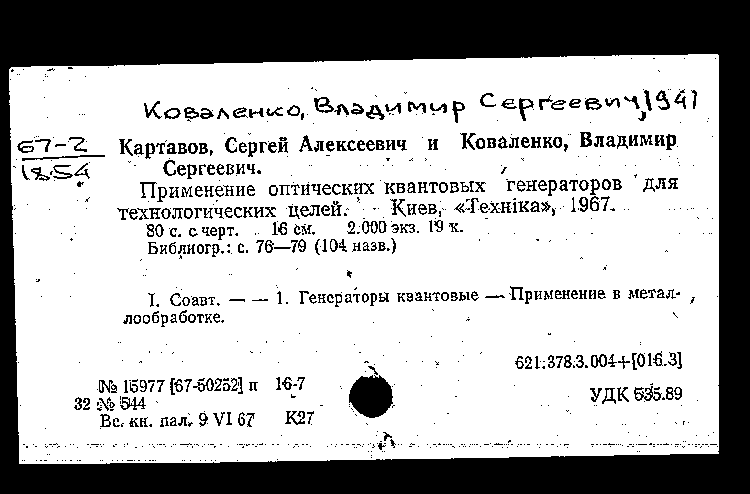 Коваленко, Владимир Сергеевич, 1941
67-2
1854
Картавов, Сергей Алексеевич и Коваленко, Владимир
Сергеевич.
Применение оптических квантовых генераторов для
технологических целей. Киев, «Техніка», 1967.
80 с. с черт. 16 см. 2.000 экз. 19 к.
Библиогр.: с. 76—79 (104 назв.)
I. Соавт. — — 1. Генераторы квантовые — Применение в метал-
лообработке.
621.378.3.004+[016.3]
№ 15977 [67-50252] п 16-7
УДК 535.89
32 № 544
Вс. кн. пал. 9 VI 67 К27